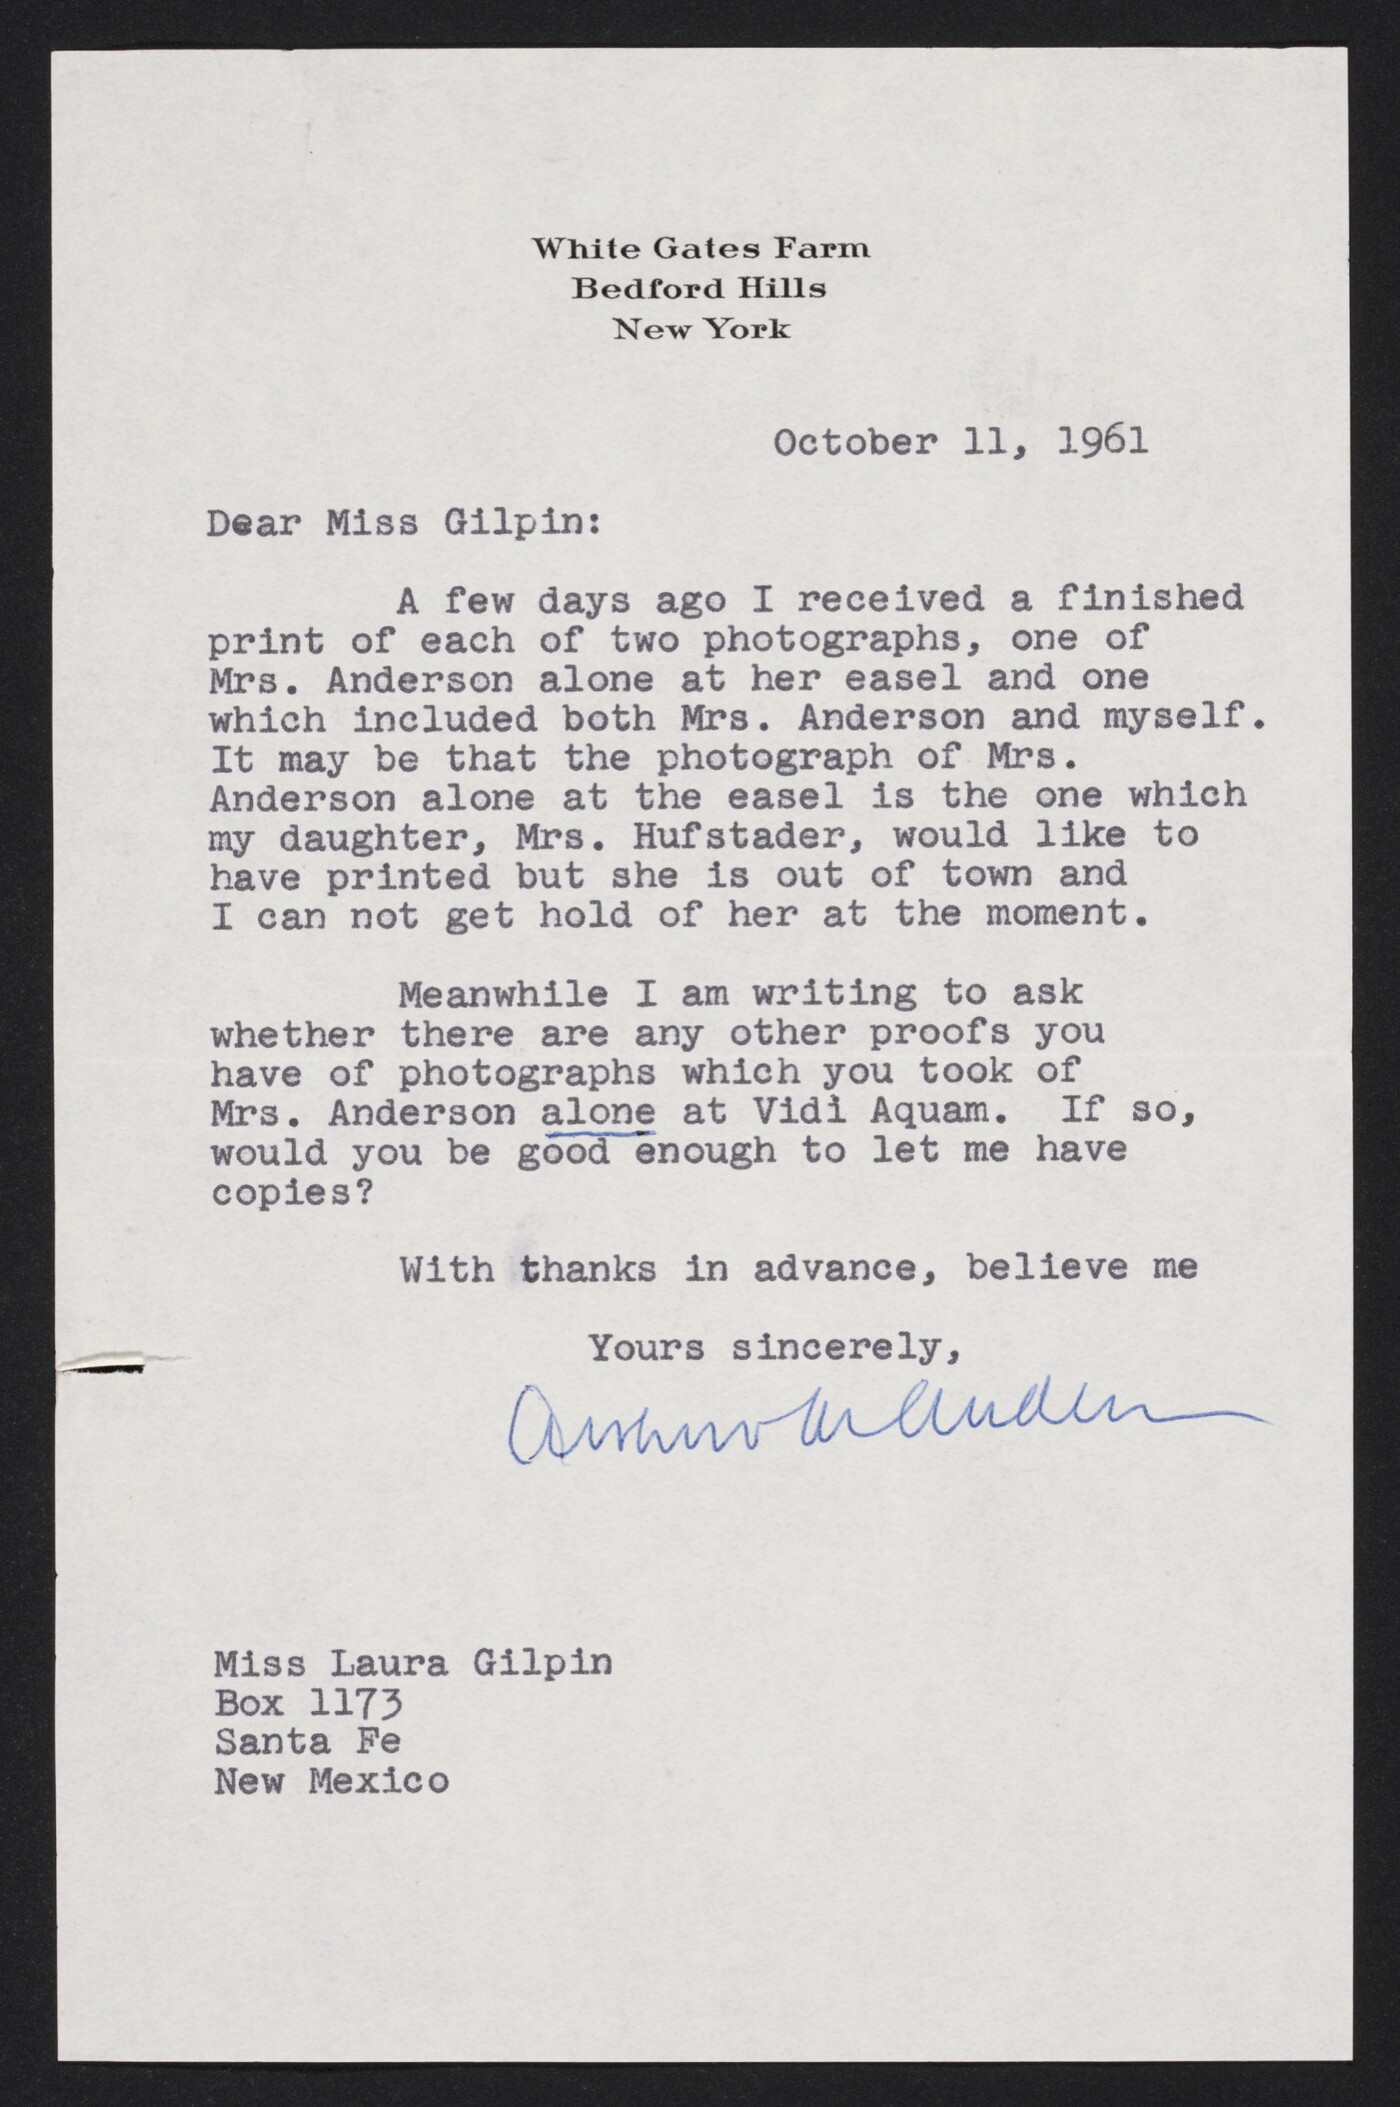 White Gates Farm
Bedford Hills
New York
October 11, 1961
Dear Miss Gilpin:
A few days ago I received a finished
print of each of two photographs, one of
Mrs. Anderson alone at her easel and one
which included both Mrs. Anderson and myself.
It may be that the photograph of Mrs.
Anderson alone at the easel is the one which
my daughter, Mrs. Hufstader, would like to
have printed but she is out of town and
I can not get hold of her at the moment.
Meanwhile I am writing to ask
whether there are any other proofs you
have of photographs which you took of
Mrs. Anderson alone at Vidi Aquam.  If so,
would you be good enough to let me have
copies?
With thanks in advance, believe me
Yours sincerely,
Miss Laura Gilpin
Box 1173
Santa Fe
New Mexico